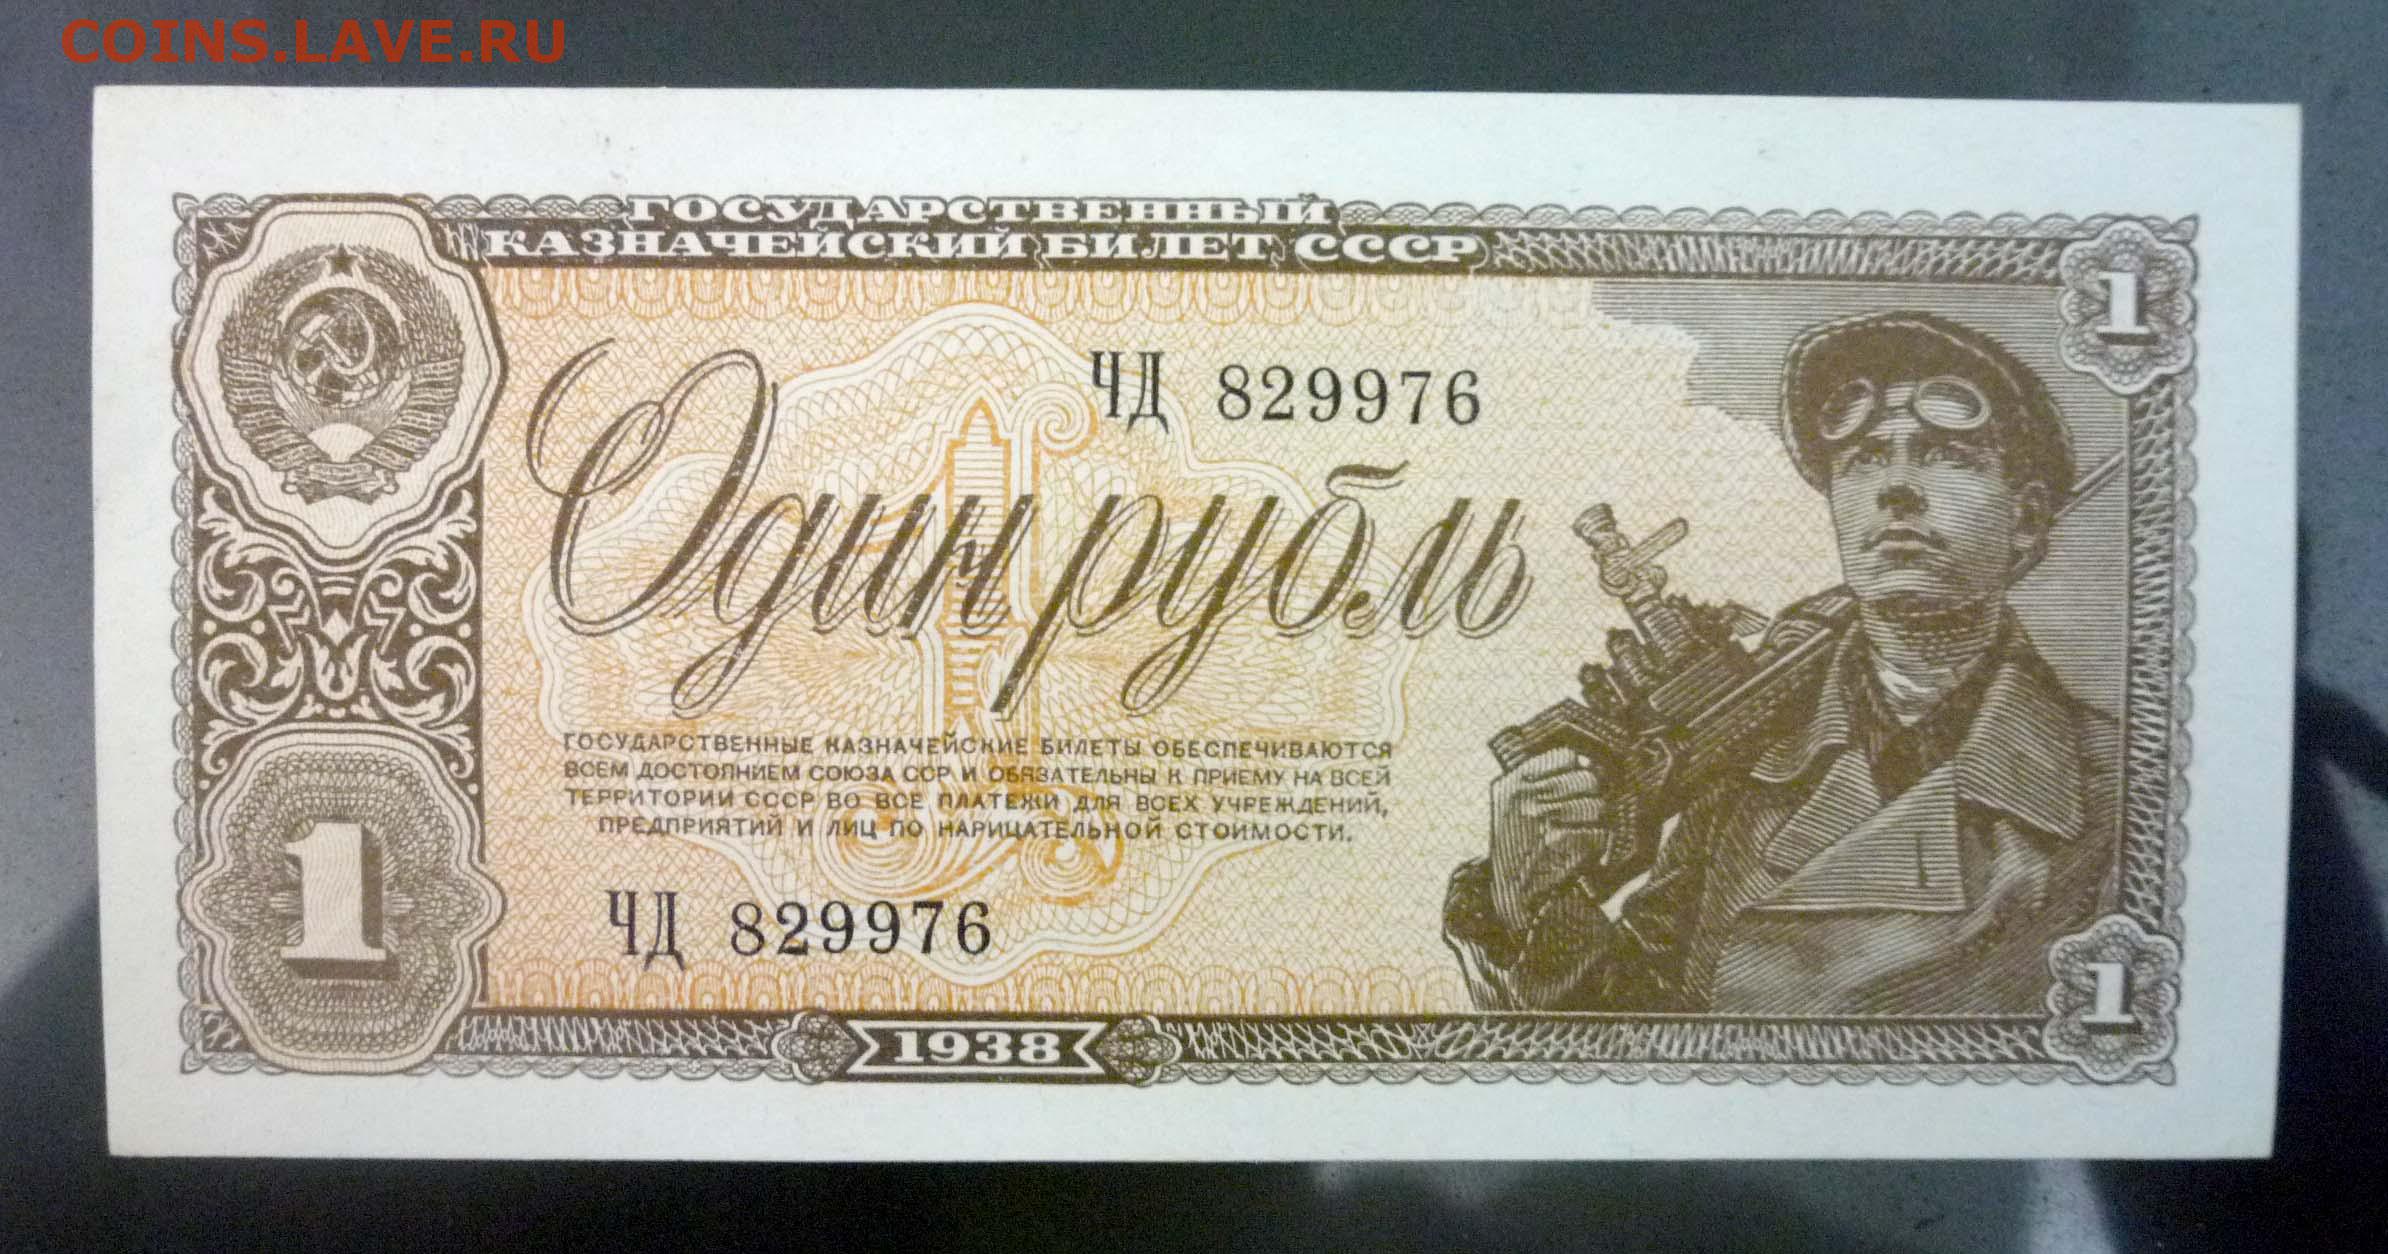 COINS.LAVE.RU
ГОСУДАРСТВЕННЫЙ
КАЗНАЧЕЙСКИЙ БИЛЕТ СССР
1
ЧД 829976
Один рубль
ГОСУДАРСТВЕННЫЕ КАЗНАЧЕЙСКИЕ БИЛЕТЫ ОБЕСПЕЧИВАЮТСЯ
ВСЕМ ДОСТОЯНИЕМ СОЮЗА ССР И ОБЯЗАТЕЛЬНЫ К ПРИЕМУ НА ВСЕЙ
ТЕРРИТОРИИ СССР ВО ВСЕ ПЛАТЕЖИ ДЛЯ ВСЕХ УЧРЕЖДЕНИЙ,
ПРЕДПРИЯТИЙ И ЛИЦ ПО НАРИЦАТЕЛЬНОЙ СТОИМОСТИ.
1
ЧД 829976
1
1938